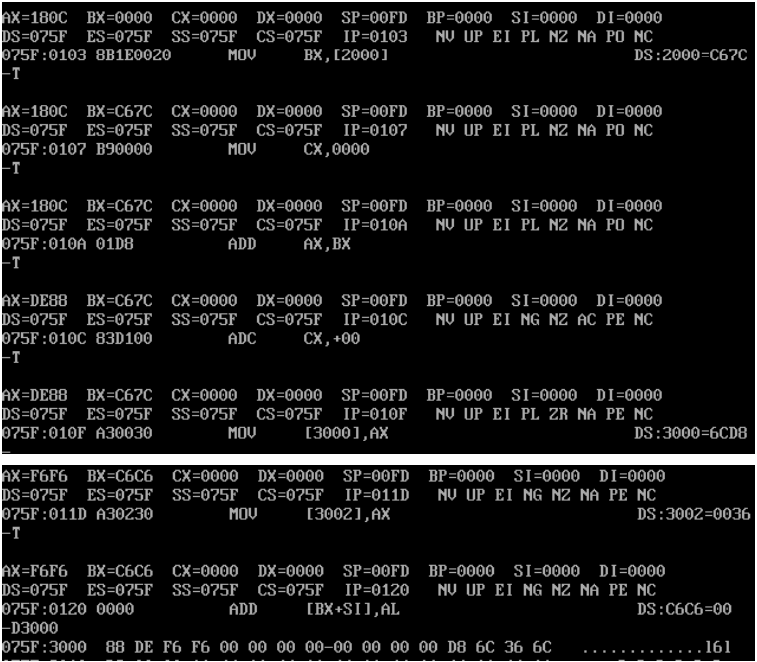 AX=180C  BX=0000  CX=0000  DX=0000  SP=00FD  BP=0000  SI=0000  DI=0000
DS=075F  ES=075F  SS=075F  CS=075F  IP=0103   NV UP EI PL NZ NA PO NC
075F:0103 8B1E0020      MOV     BX,[2000]                          DS:2000=C67C
-T
AX=180C  BX=C67C  CX=0000  DX=0000  SP=00FD  BP=0000  SI=0000  DI=0000
DS=075F  ES=075F  SS=075F  CS=075F  IP=0107   NV UP EI PL NZ NA PO NC
075F:0107 B90000        MOV     CX,0000
-T
AX=180C  BX=C67C  CX=0000  DX=0000  SP=00FD  BP=0000  SI=0000  DI=0000
DS=075F  ES=075F  SS=075F  CS=075F  IP=010A   NV UP EI PL NZ NA PO NC
075F:010A 01D8          ADD     AX,BX
-T
AX=DE88  BX=C67C  CX=0000  DX=0000  SP=00FD  BP=0000  SI=0000  DI=0000
DS=075F  ES=075F  SS=075F  CS=075F  IP=010C   NV UP EI NG NZ AC PE NC
075F:010C 83D100        ADC     CX,+00
-T
AX=DE88  BX=C67C  CX=0000  DX=0000  SP=00FD  BP=0000  SI=0000  DI=0000
DS=075F  ES=075F  SS=075F  CS=075F  IP=010F   NV UP EI PL ZR NA PE NC
075F:010F A30030        MOV     [3000],AX                          DS:3000=6CD8
AX=F6F6  BX=C6C6  CX=0000  DX=0000  SP=00FD  BP=0000  SI=0000  DI=0000
DS=075F  ES=075F  SS=075F  CS=075F  IP=011D   NV UP EI NG NZ NA PE NC
075F:011D A30230        MOV     [3002],AX                          DS:3002=0036
-T
AX=F6F6  BX=C6C6  CX=0000  DX=0000  SP=00FD  BP=0000  SI=0000  DI=0000
DS=075F  ES=075F  SS=075F  CS=075F  IP=0120   NV UP EI NG NZ NA PE NC
075F:0120 0000          ADD     [BX+SI],AL                         DS:C6C6=00
-D3000
075F:3000  88 DE F6 F6 00 00 00 00-00 00 00 00 D8 6C 36 6C   .............l6l